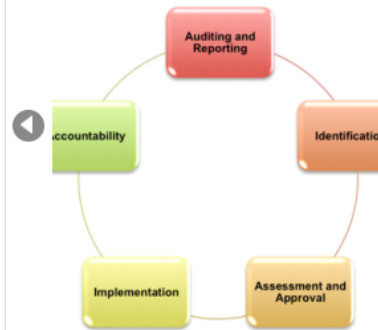 Auditing and
Reporting
ccountability
Identificatio
Implementation
Assessment and
Approval